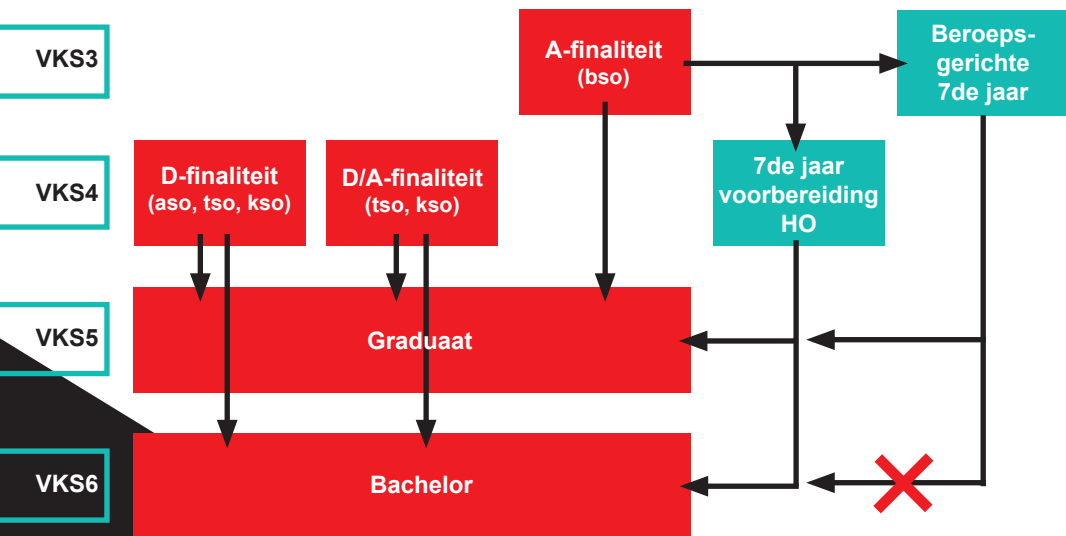 VKS3
A-finaliteit
(bso)
Beroeps-
gerichte
7de jaar
VKS4
D-finaliteit
(aso, tso, kso)
D/A-finaliteit
(tso, kso)
7de jaar
voorbereiding
HO
VKS5
Graduaat
VKS6
Bachelor